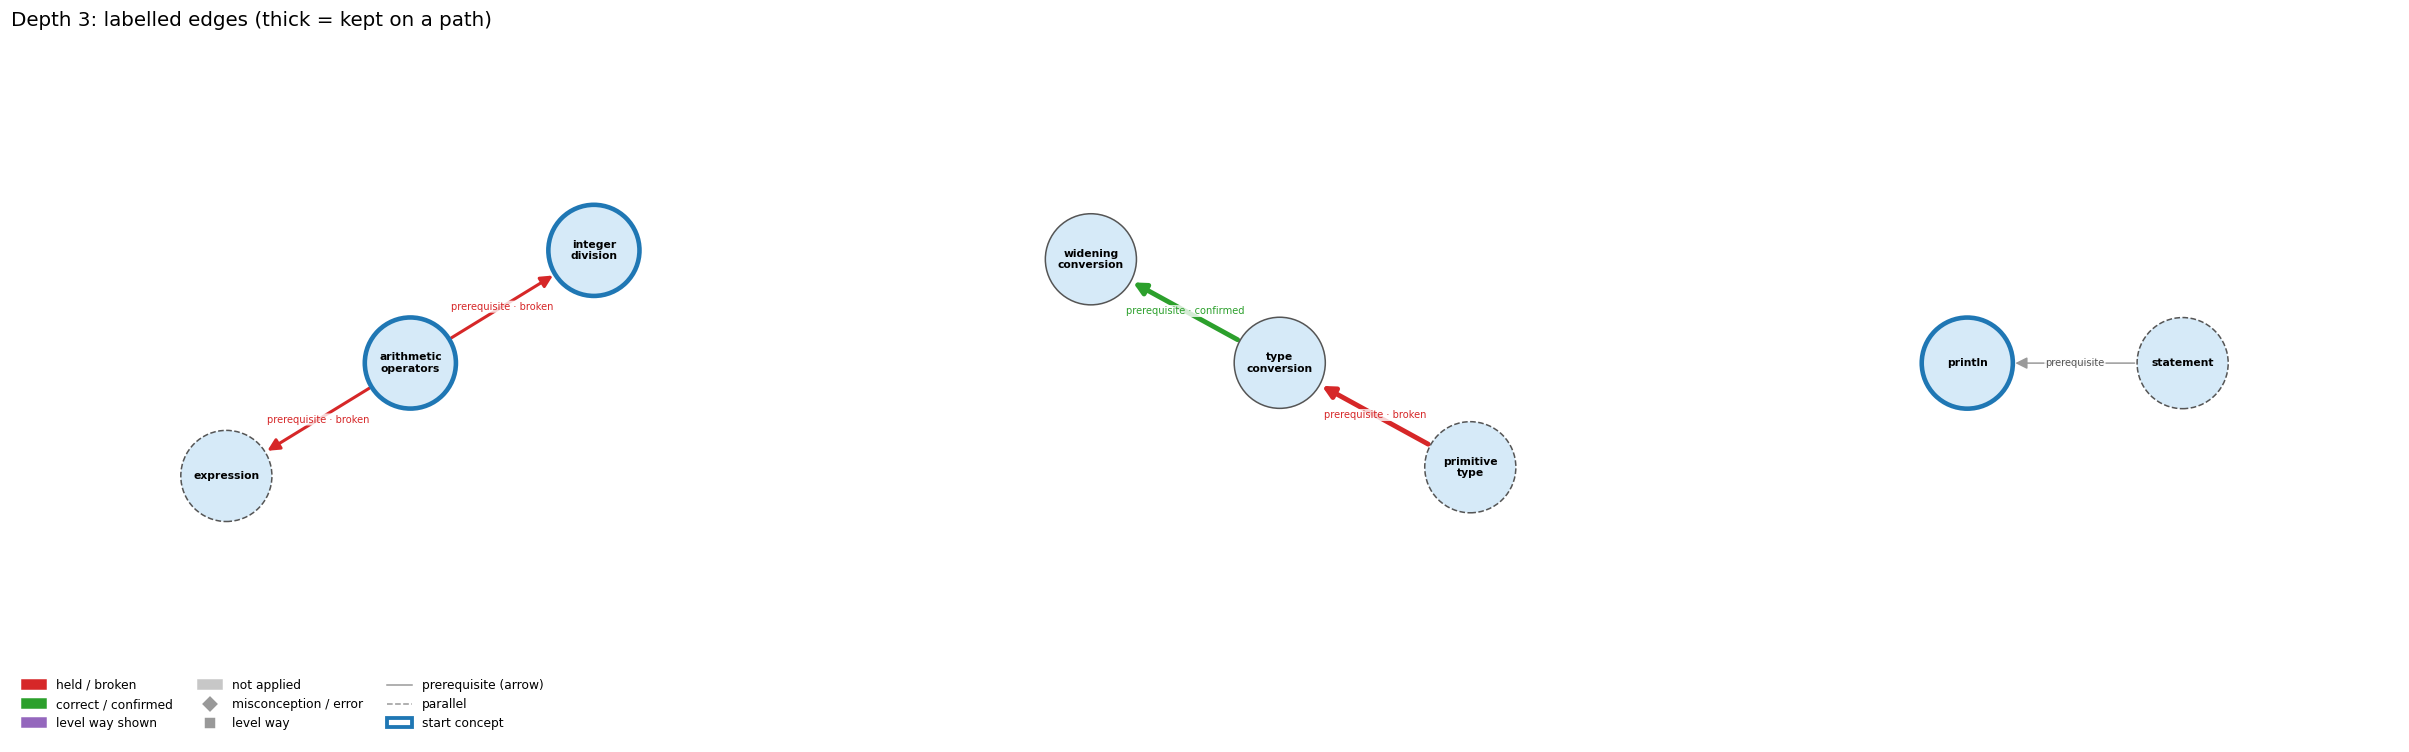 Depth 3: labelled edges (thick = kept on a path)
integer
division
prerequisite · broken
arithmetic
operators
prerequisite · broken
expression
widening
conversion
prerequisite · confirmed
type
conversion
prerequisite · broken
primitive
type
println
prerequisite
statement
held / broken
correct / confirmed
level way shown
not applied
misconception / error
level way
prerequisite (arrow)
parallel
start concept